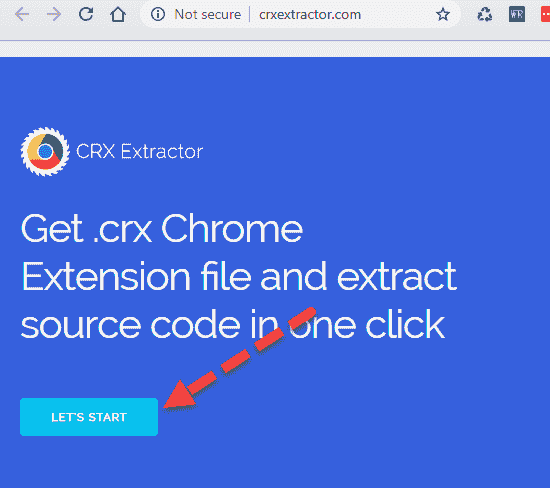 Not secure | crxextractor.com
CRX Extractor
Get .crx Chrome
Extension file and extract
source code in one click
LET'S START